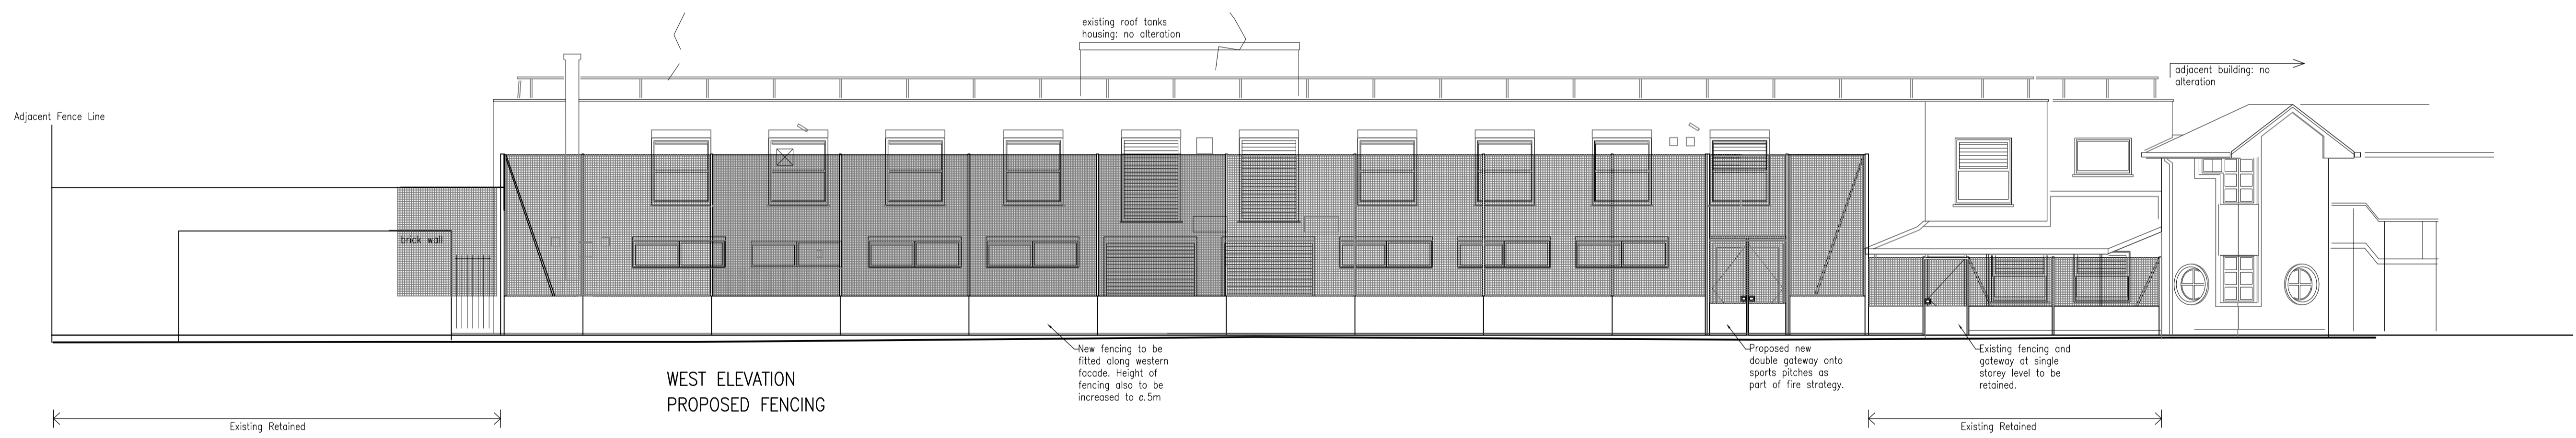 existing roof tanks
housing: no alteration
adjacent building: no
alteration
Adjacent Fence Line
brick wall
New fencing to be
fitted along western
facade. Height of
fencing also to be
increased to c.5m
Proposed new
double gateway onto
sports pitches as
part of fire strategy.
Existing fencing and
gateway at single
storey level to be
retained.
WEST ELEVATION
PROPOSED FENCING
Existing Retained
Existing Retained